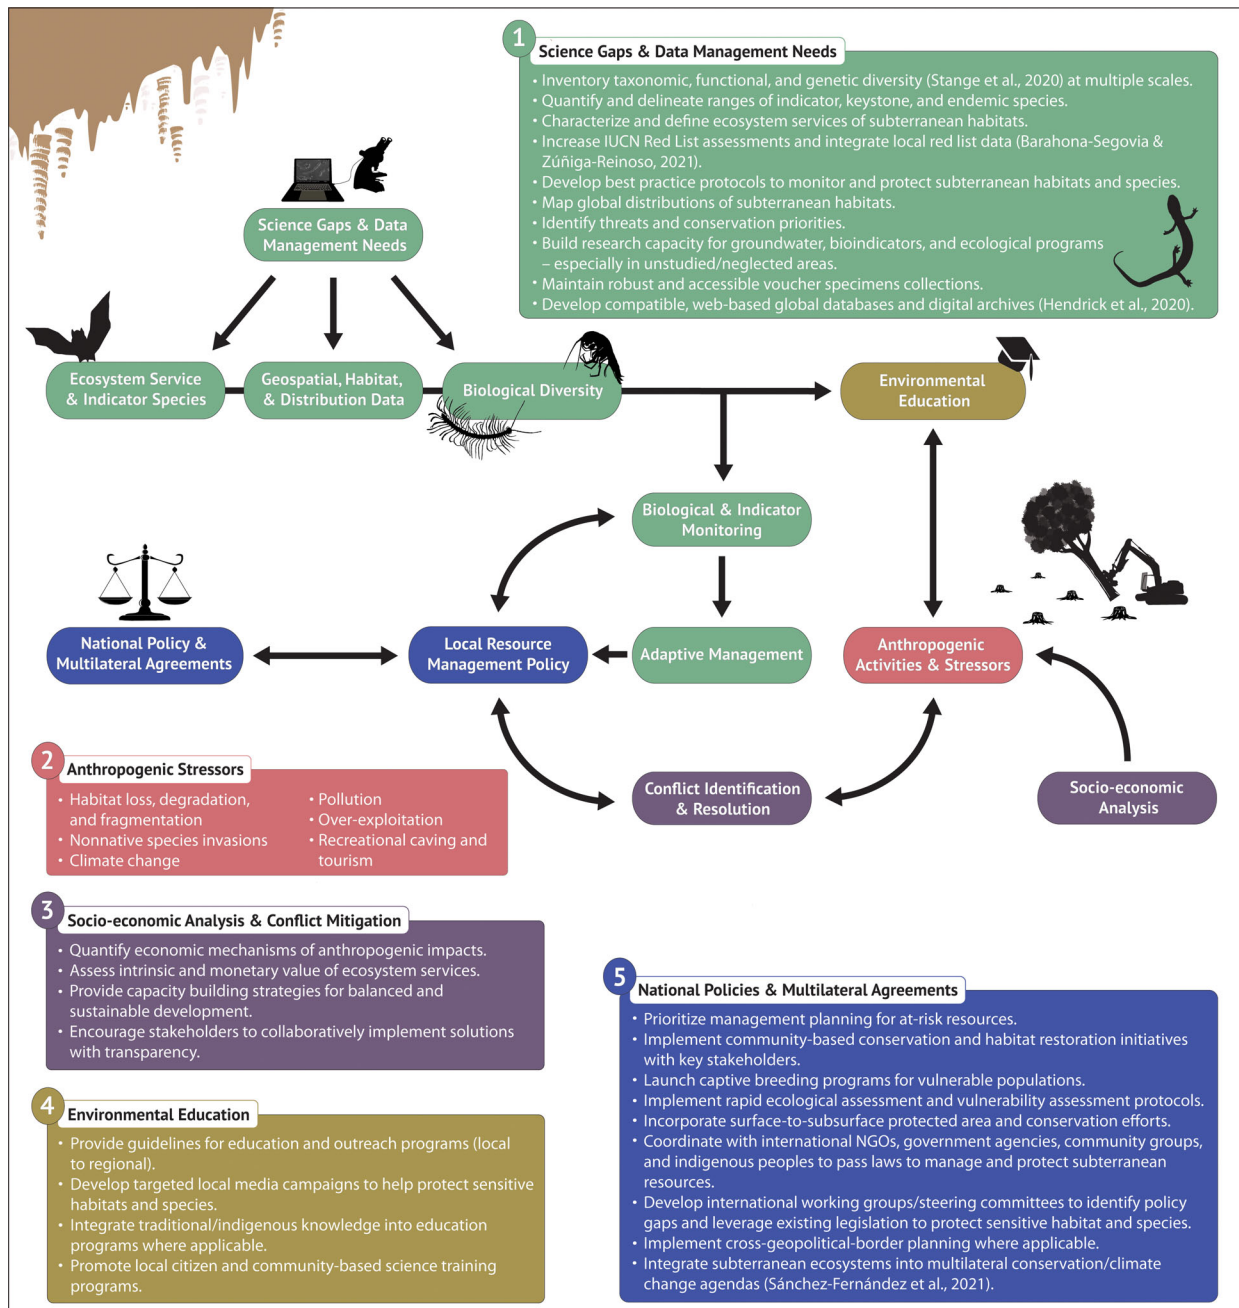 1
Science Gaps & Data Management Needs
• Inventory taxonomic, functional, and genetic diversity (Stange et al., 2020) at multiple scales.
• Quantify and delineate ranges of indicator, keystone, and endemic species.
• Characterize and define ecosystem services of subterranean habitats.
• Increase IUCN Red List assessments and integrate local red list data (Barahona-Segovia &
Zúñiga-Reinoso, 2021).
• Develop best practice protocols to monitor and protect subterranean habitats and species.
• Map global distributions of subterranean habitats.
• Identify threats and conservation priorities.
• Build research capacity for groundwater, bioindicators, and ecological programs
– especially in unstudied/neglected areas.
• Maintain robust and accessible voucher specimens collections.
• Develop compatible, web-based global databases and digital archives (Hendrick et al., 2020).
Science Gaps & Data
Management Needs
Ecosystem Service
& Indicator Species
Geospatial, Habitat,
& Distribution Data
Biological Diversity
Environmental
Education
Biological & Indicator
Monitoring
National Policy &
Multilateral Agreements
Local Resource
Management Policy
Adaptive Management
Anthropogenic
Activities & Stressors
Conflict Identification
& Resolution
Socio-economic
Analysis
2
Anthropogenic Stressors
• Habitat loss, degradation,
and fragmentation
• Nonnative species invasions
• Climate change
• Pollution
• Over-exploitation
• Recreational caving and
tourism
3
Socio-economic Analysis & Conflict Mitigation
• Quantify economic mechanisms of anthropogenic impacts.
• Assess intrinsic and monetary value of ecosystem services.
• Provide capacity building strategies for balanced and
sustainable development.
• Encourage stakeholders to collaboratively implement solutions
with transparency.
4
Environmental Education
• Provide guidelines for education and outreach programs (local
to regional).
• Develop targeted local media campaigns to help protect sensitive
habitats and species.
• Integrate traditional/indigenous knowledge into education
programs where applicable.
• Promote local citizen and community-based science training
programs.
5
National Policies & Multilateral Agreements
• Prioritize management planning for at-risk resources.
• Implement community-based conservation and habitat restoration initiatives
with key stakeholders.
• Launch captive breeding programs for vulnerable populations.
• Implement rapid ecological assessment and vulnerability assessment protocols.
• Incorporate surface-to-subsurface protected area and conservation efforts.
• Coordinate with international NGOs, government agencies, community groups,
and indigenous peoples to pass laws to manage and protect subterranean
resources.
• Develop international working groups/steering committees to identify policy
gaps and leverage existing legislation to protect sensitive habitat and species.
• Implement cross-geopolitical-border planning where applicable.
• Integrate subterranean ecosystems into multilateral conservation/climate
change agendas (Sánchez-Fernández et al., 2021).